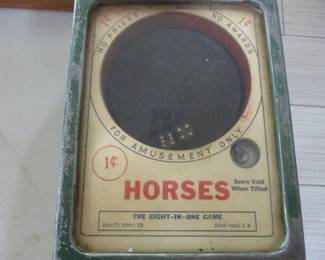 1¢ 1¢
NO PRIZES NO AWARDS
FOR AMUSEMENT ONLY
1¢
HORSES
Score Void
When Tilted
THE EIGHT-IN-ONE GAME
QUALITY SUPPLY CO. SIOUX FALLS, S. D.